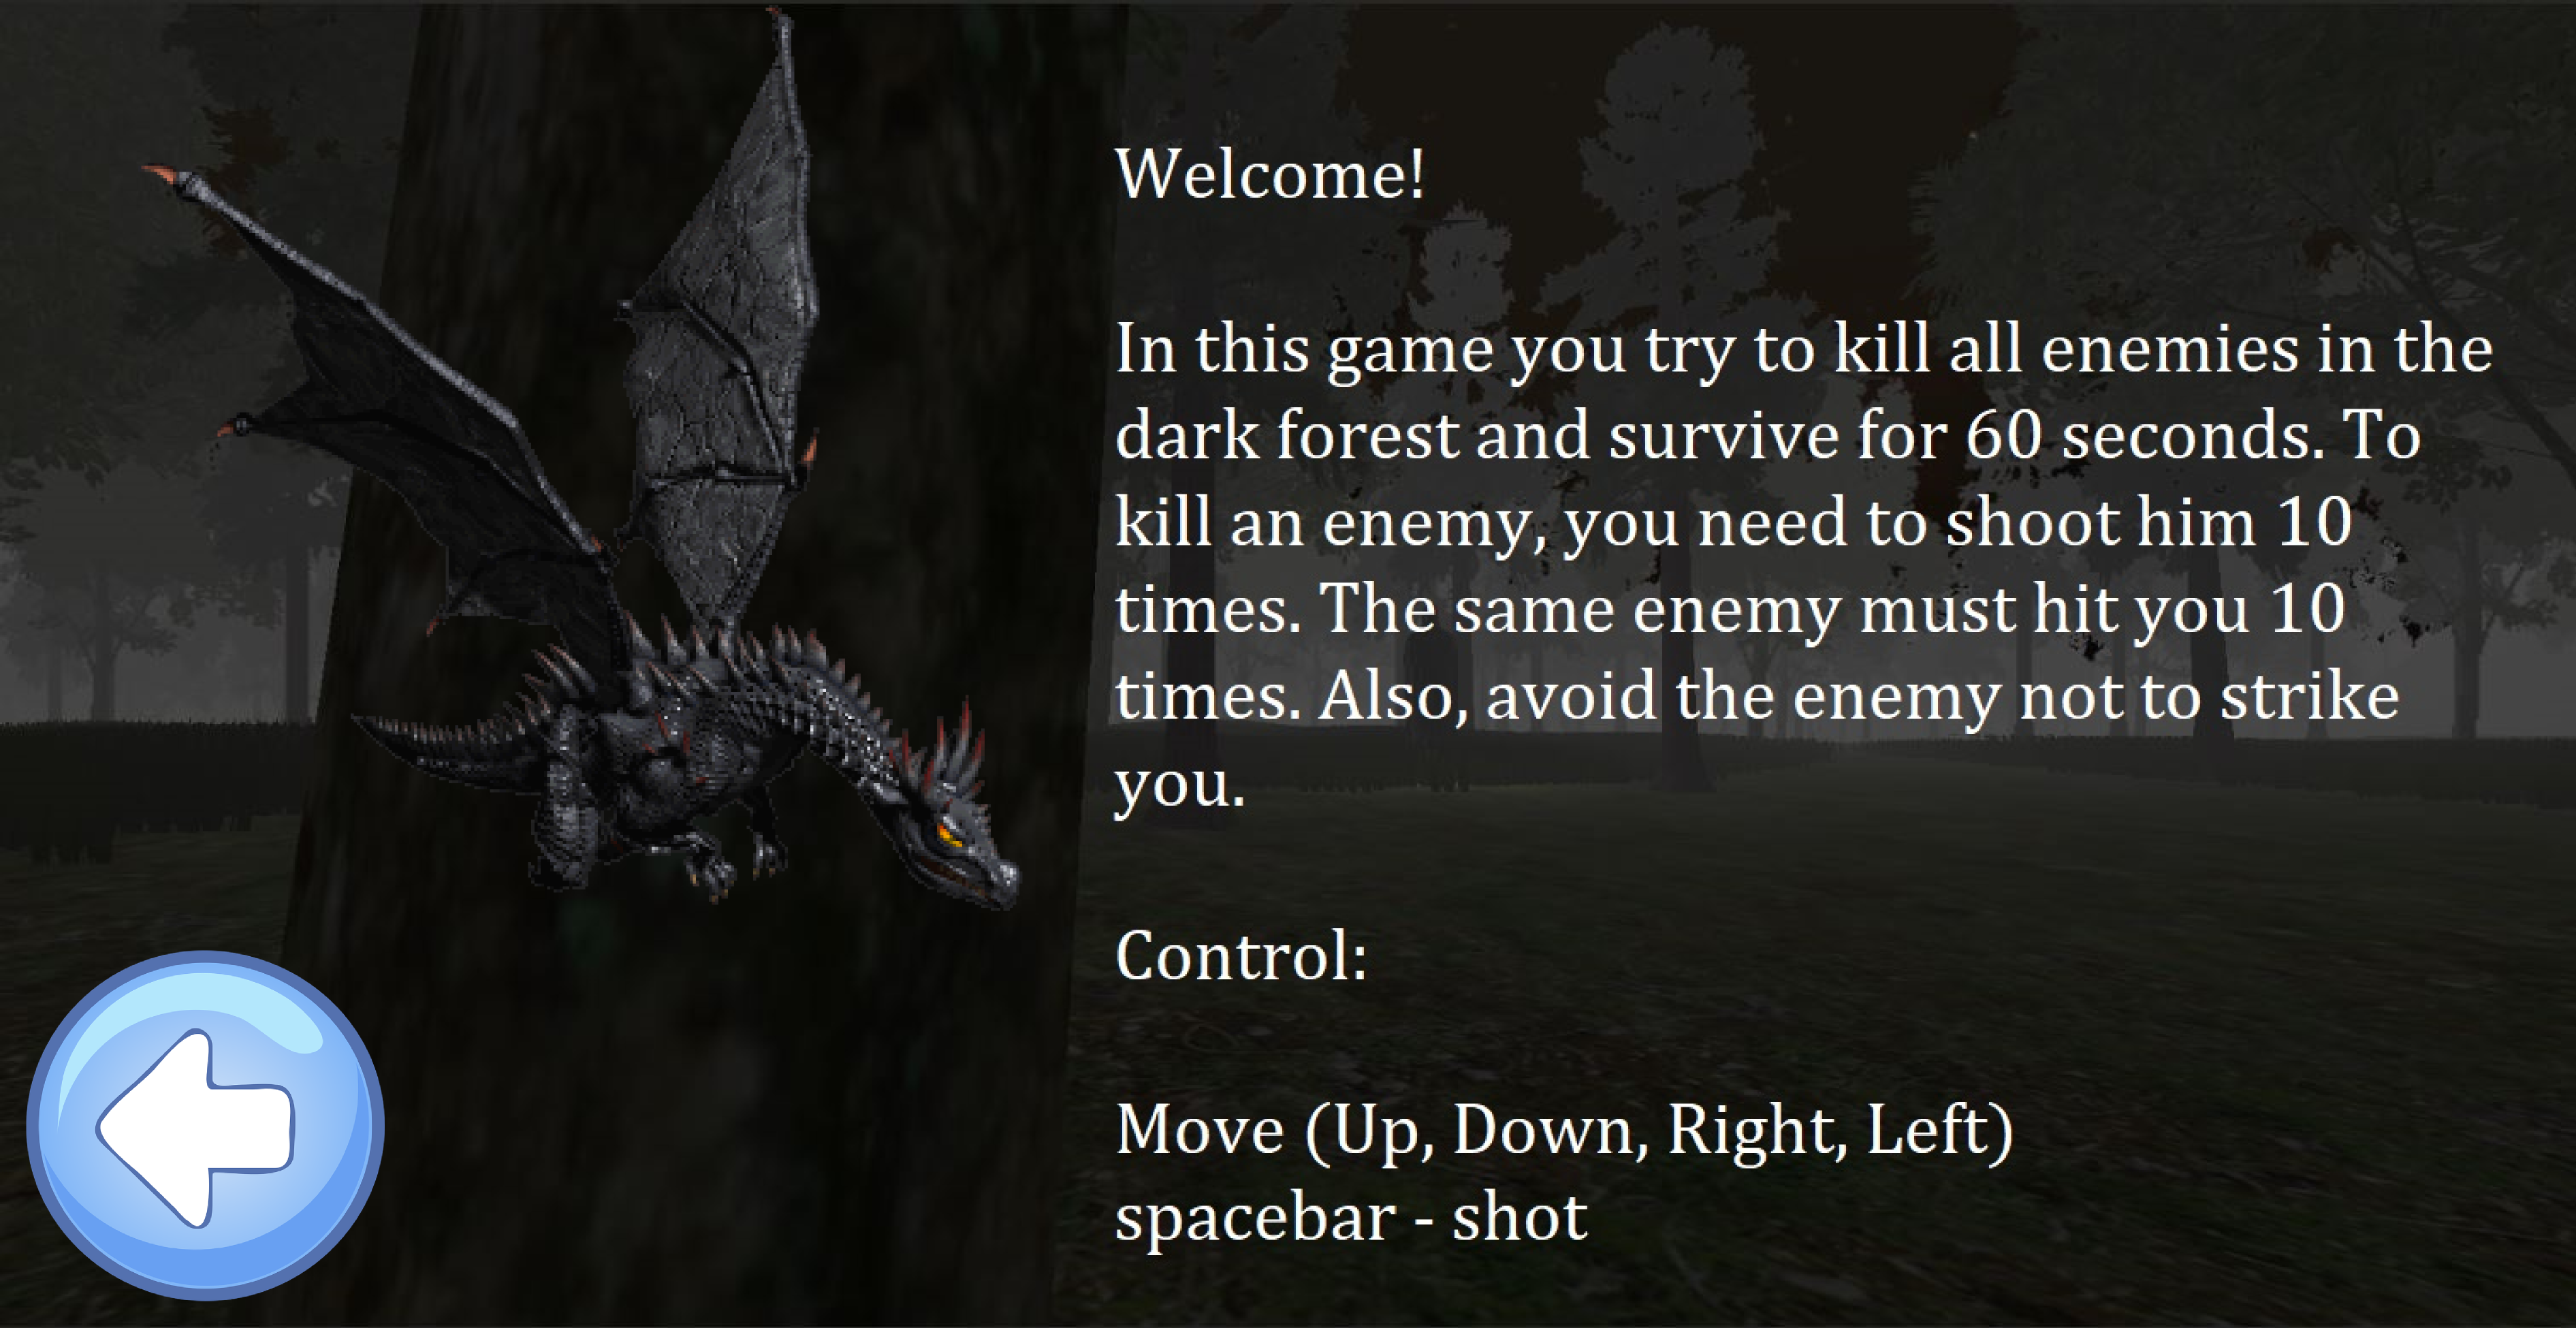 Welcome!
In this game you try to kill all enemies in the
dark forest and survive for 60 seconds. To
kill an enemy, you need to shoot him 10
times. The same enemy must hit you 10
times. Also, avoid the enemy not to strike
you.
Control:
Move (Up, Down, Right, Left)
spacebar - shot